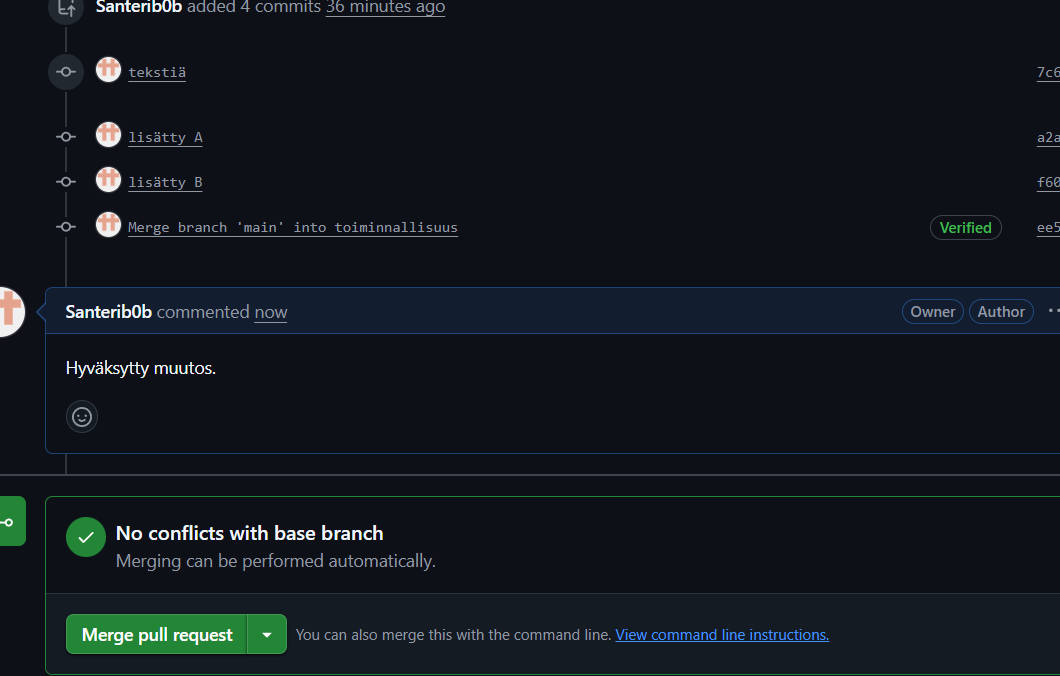 Santerib0b added 4 commits 36 minutes ago
tekstiä
7c6
lisätty A
a2a
lisätty B
f60
Merge branch 'main' into toiminnallisuus Verified
ee5
Santerib0b commented now Owner Author
Hyväksytty muutos.
No conflicts with base branch
Merging can be performed automatically.
Merge pull request You can also merge this with the command line. View command line instructions.